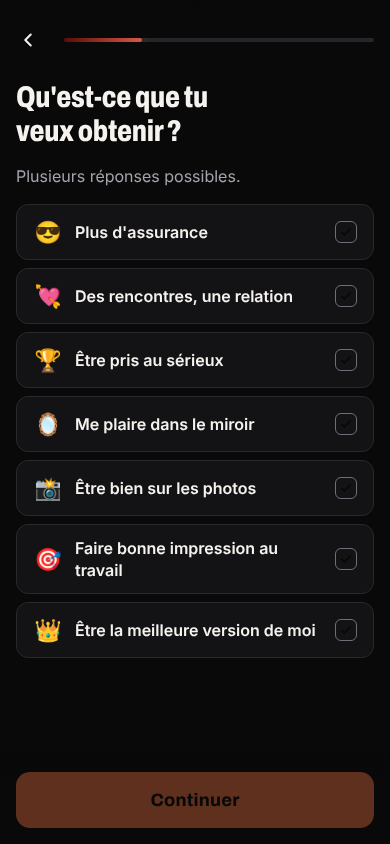 Qu'est-ce que tu
veux obtenir ?
Plusieurs réponses possibles.
Plus d'assurance
Des rencontres, une relation
Être pris au sérieux
Me plaire dans le miroir
Être bien sur les photos
Faire bonne impression au
travail
Être la meilleure version de moi
Continuer